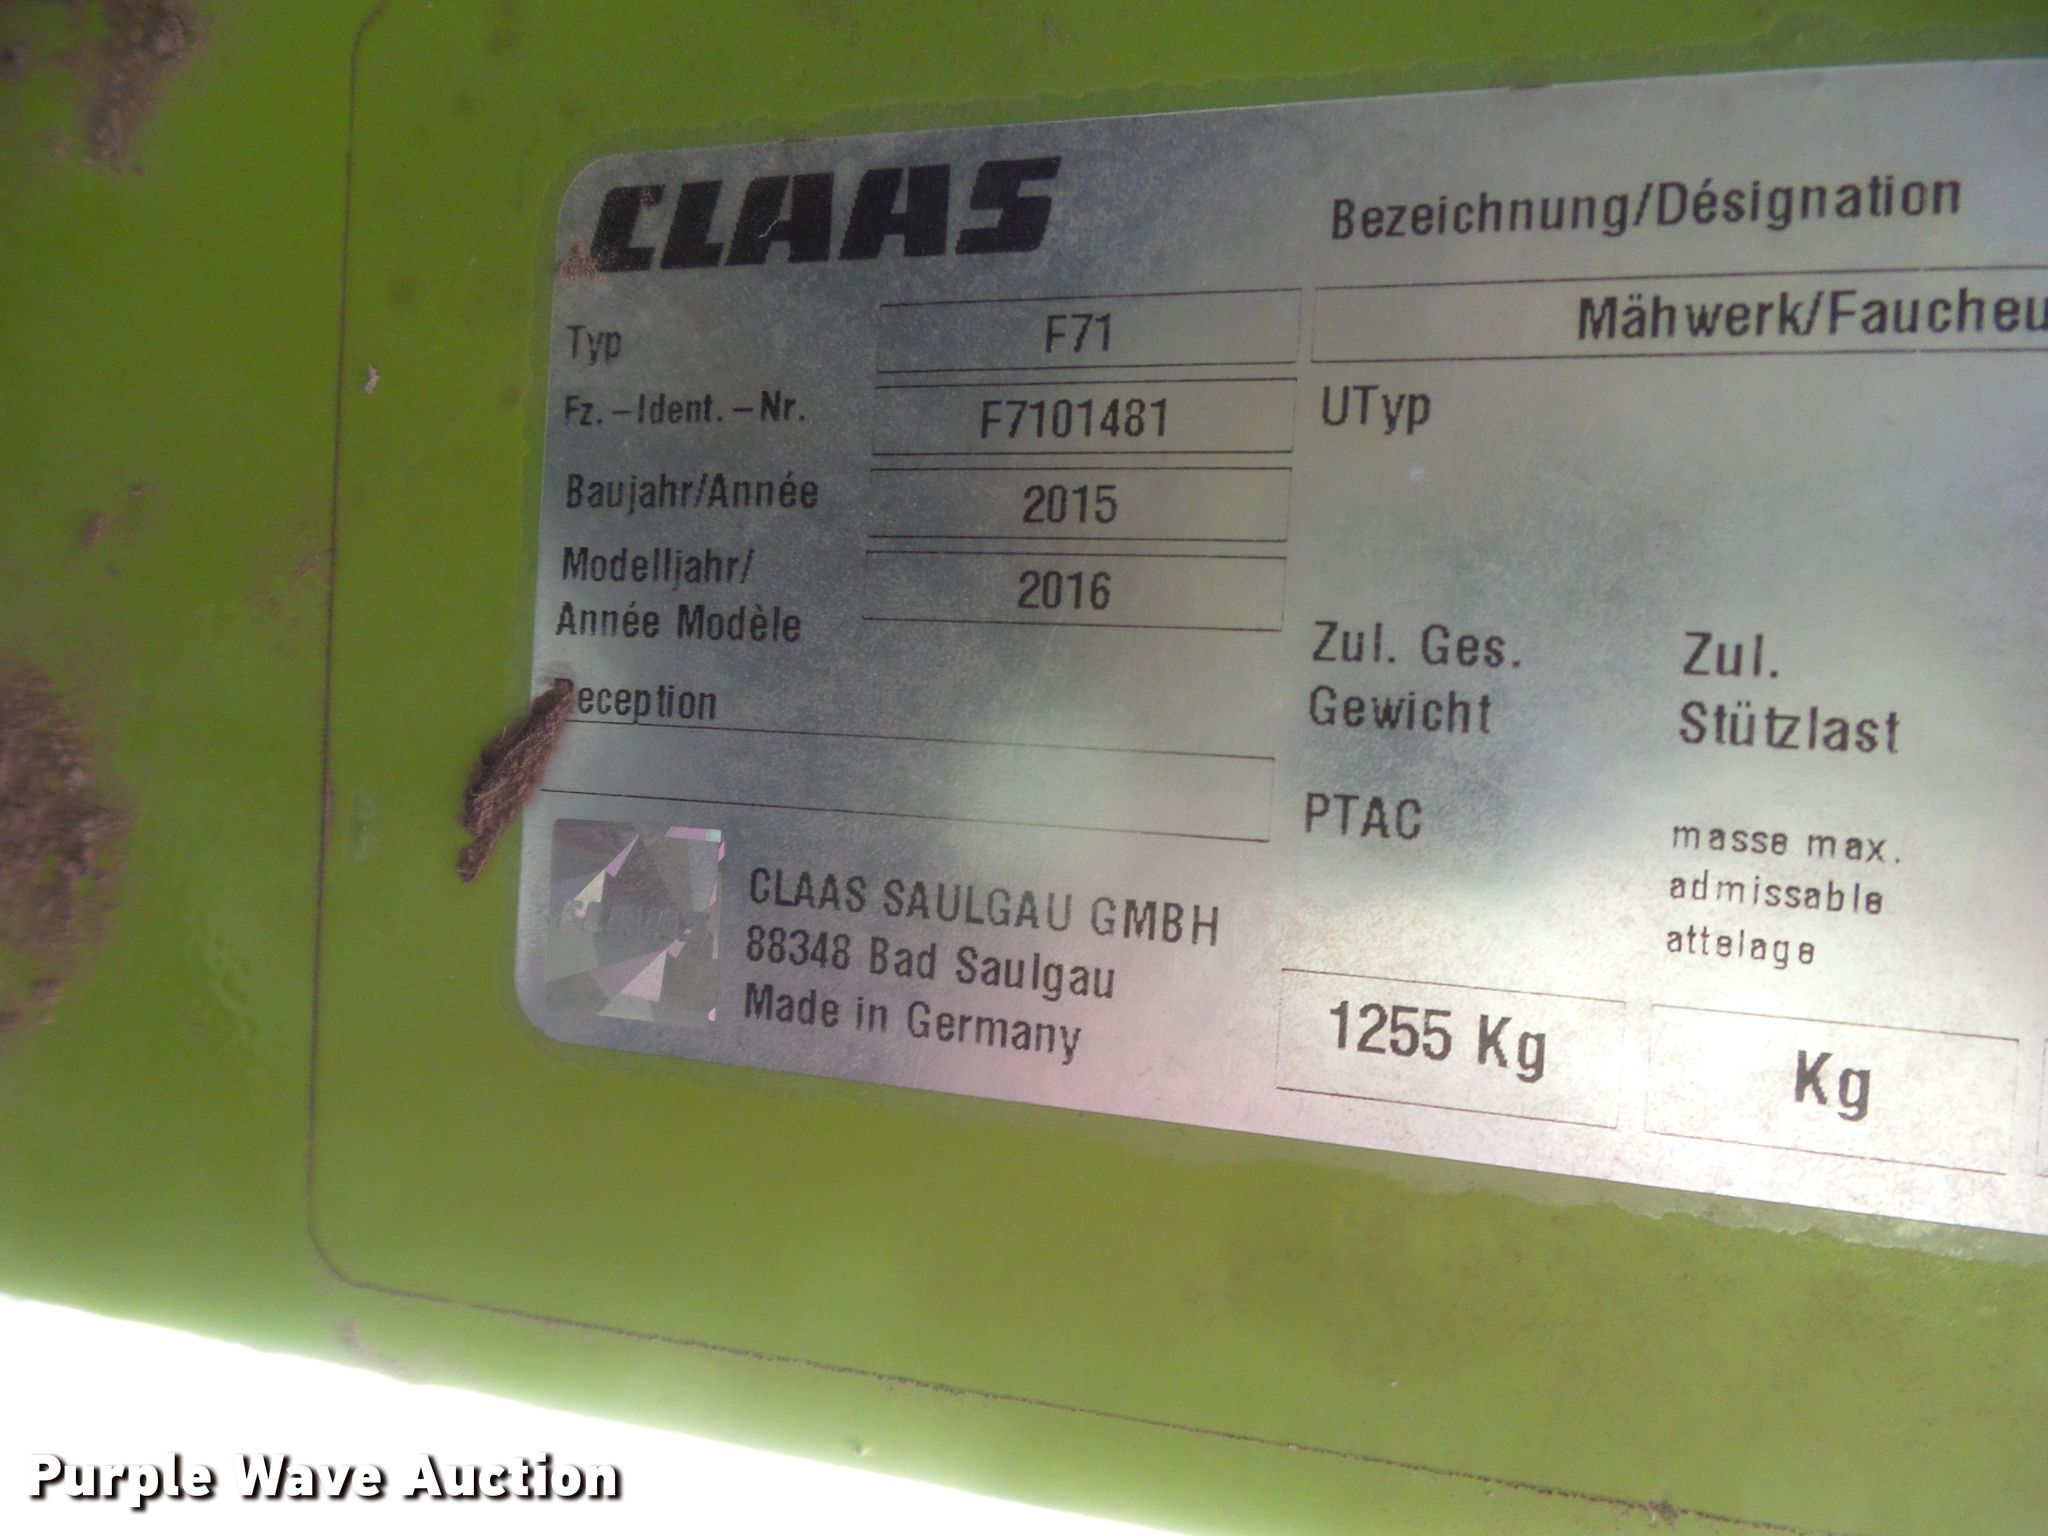 CLAAS
Bezeichnung/Désignation
Typ F71
Mähwerk/Faucheu
Fz.-Ident.-Nr. F7101481
UTyp
Baujahr/Année 2015
Modelljahr/
Année Modèle 2016
Reception
Zul. Ges.
Gewicht
PTAC
1255 Kg
Zul.
Stützlast
masse max.
admissable
attelage
Kg
CLAAS SAULGAU GMBH
88348 Bad Saulgau
Made in Germany
Purple Wave Auction